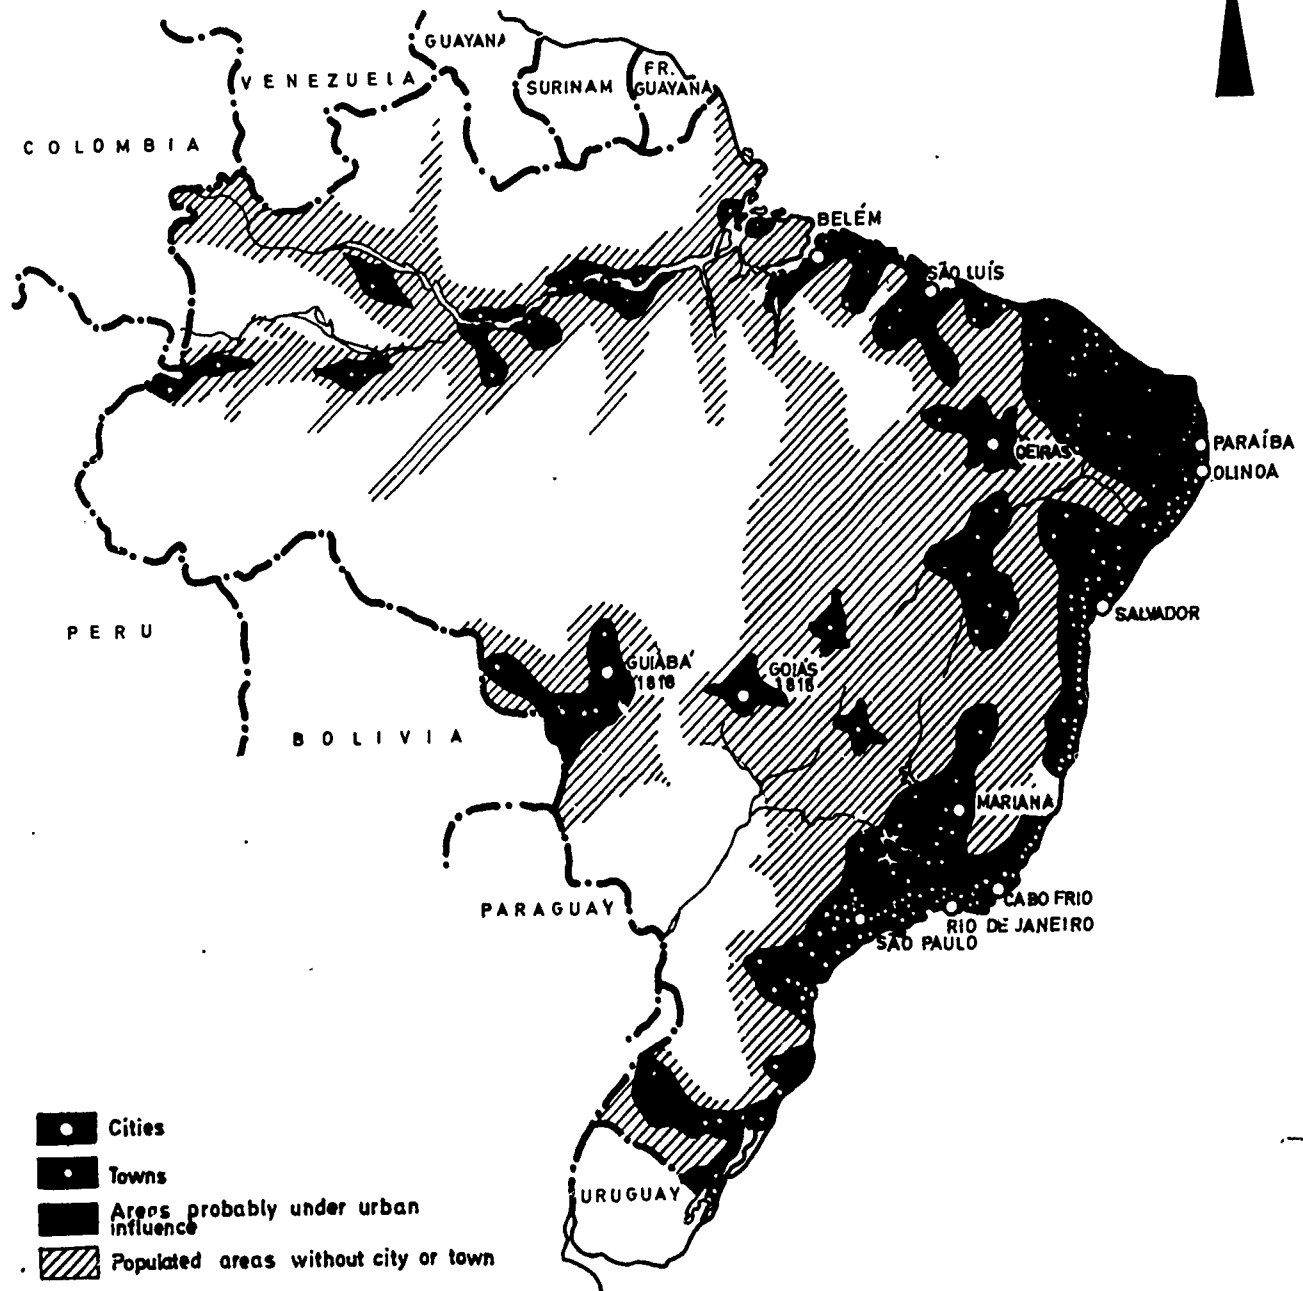 GUAYANA
VENEZUELA
SURINAM
FR.
GUAYANA
COLOMBIA
BELÉM
SÃO LUÍS
PARAÍBA
OLINOA
OEIRAS
SALVADOR
PERU
GUIABÁ
1818
GOIÁS
1818
BOLIVIA
MARIANA
PARAGUAY
CABO FRIO
RIO DE JANEIRO
SÃO PAULO
URUGUAY
Cities
Towns
Areas probably under urban
influence
Populated areas without city or town